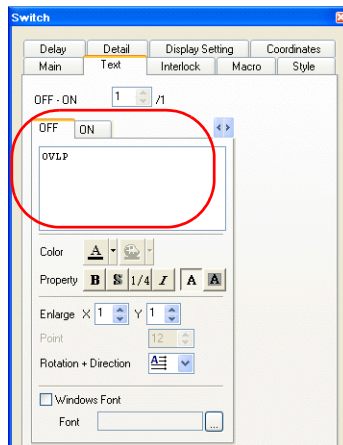 Switch
Delay Detail Display Setting Coordinates
Main Text Interlock Macro Style
OFF - ON 1 /1
OFF ON
OVLP
Color A
Property B S 1/4 I A A
Enlarge X 1 Y 1
Point 12
Rotation + Direction A
Windows Font
Font ...